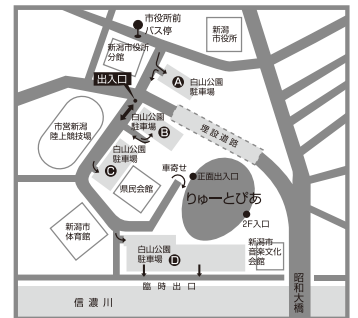 市役所前
バス停
新潟
市役所
新潟市役所
分館
出入口
A
白山公園
駐車場
市営新潟
陸上競技場
白山公園
駐車場
B
埋設道路
白山公園
駐車場
C
車寄せ
正面出入口
県民会館
りゅーとぴあ
2F入口
新潟市
体育館
白山公園
駐車場
D
新潟市
音楽文化
会館
臨時出口
昭和大橋
信濃川